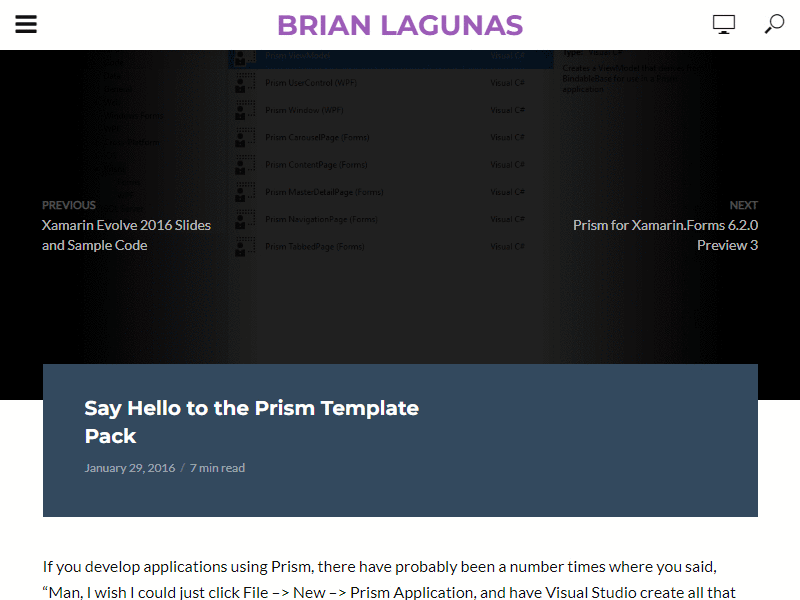 BRIAN LAGUNAS
Prism ViewModel Visual C#
Prism UserControl (WPF) Visual C#
Prism Window (WPF) Visual C#
Prism CarouselPage (Forms) Visual C#
Prism ContentPage (Forms) Visual C#
Prism MasterDetailPage (Forms) Visual C#
Prism NavigationPage (Forms) Visual C#
Prism TabbedPage (Forms) Visual C#
PREVIOUS
Xamarin Evolve 2016 Slides
and Sample Code
NEXT
Prism for Xamarin.Forms 6.2.0
Preview 3
Say Hello to the Prism Template
Pack
January 29, 2016 / 7 min read
If you develop applications using Prism, there have probably been a number times where you said,
“Man, I wish I could just click File –> New –> Prism Application, and have Visual Studio create all that